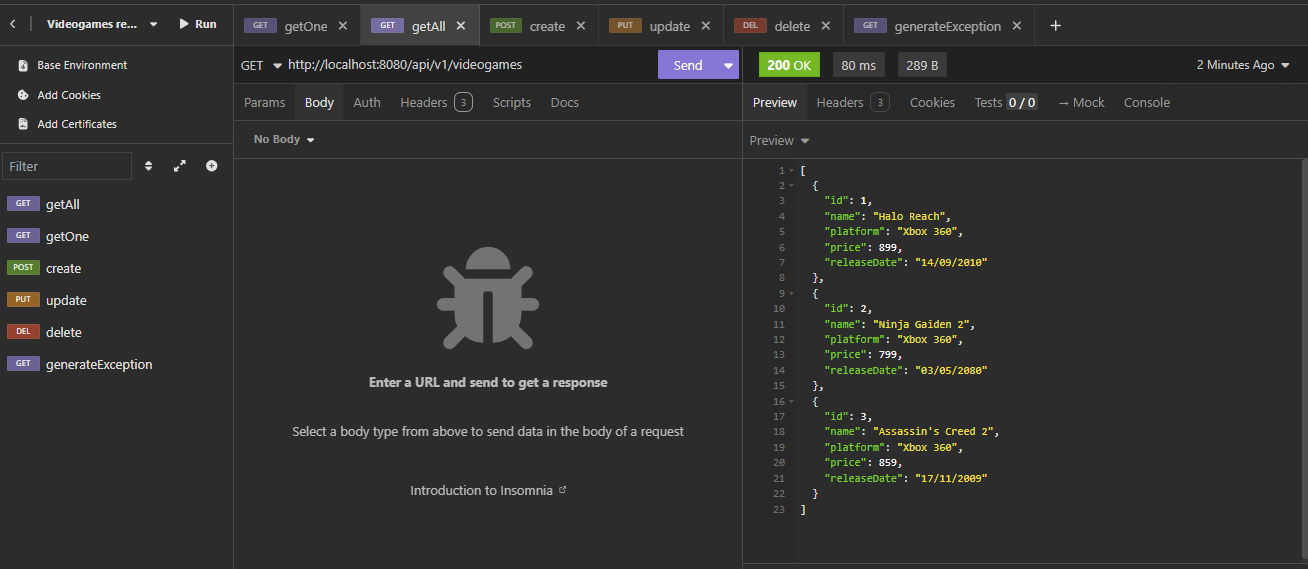 Videogames re... Run
GET getOne
GET getAll
POST create
PUT update
DEL delete
GET generateException
Base Environment
Add Cookies
Add Certificates
Filter
GET getAll
GET getOne
POST create
PUT update
DEL delete
GET generateException
GET http://localhost:8080/api/v1/videogames Send
Params Body Auth Headers 3 Scripts Docs
No Body
Enter a URL and send to get a response
Select a body type from above to send data in the body of a request
Introduction to Insomnia
200 OK 80 ms 289 B 2 Minutes Ago
Preview Headers 3 Cookies Tests 0 / 0 → Mock Console
Preview
1 [
2 {
3 "id": 1,
4 "name": "Halo Reach",
5 "platform": "Xbox 360",
6 "price": 899,
7 "releaseDate": "14/09/2010"
8 },
9 {
10 "id": 2,
11 "name": "Ninja Gaiden 2",
12 "platform": "Xbox 360",
13 "price": 799,
14 "releaseDate": "03/05/2080"
15 },
16 {
17 "id": 3,
18 "name": "Assassin's Creed 2",
19 "platform": "Xbox 360",
20 "price": 859,
21 "releaseDate": "17/11/2009"
22 }
23 ]